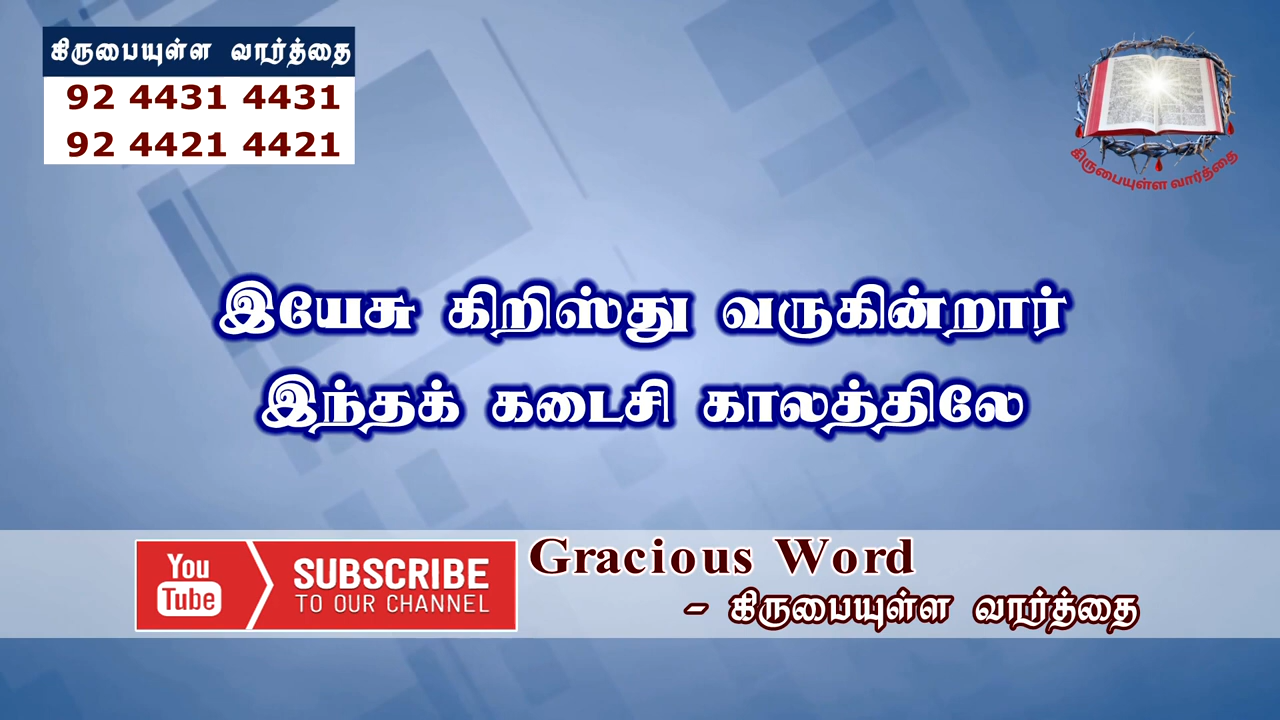 கிருபையுள்ள வார்த்தை
92 4431 4431
92 4421 4421
கிருபையுள்ள வார்த்தை
இயேசு கிறிஸ்து வருகின்றார்
இந்தக் கடைசி காலத்திலே
You
Tube
SUBSCRIBE
TO OUR CHANNEL
Gracious Word
- கிருபையுள்ள வார்த்தை